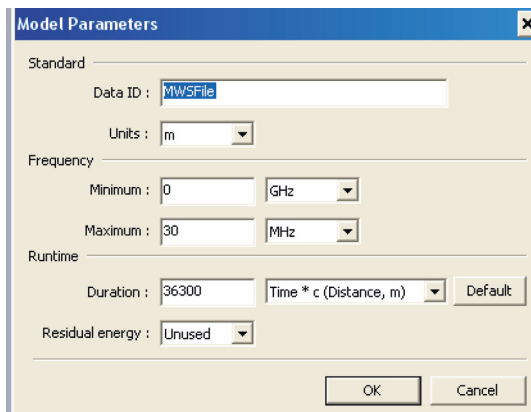 Model Parameters
Standard
Data ID : MWSFile
Units : m
Frequency
Minimum : 0 GHz
Maximum : 30 MHz
Runtime
Duration : 36300 Time * c (Distance, m) Default
Residual energy : Unused
OK Cancel